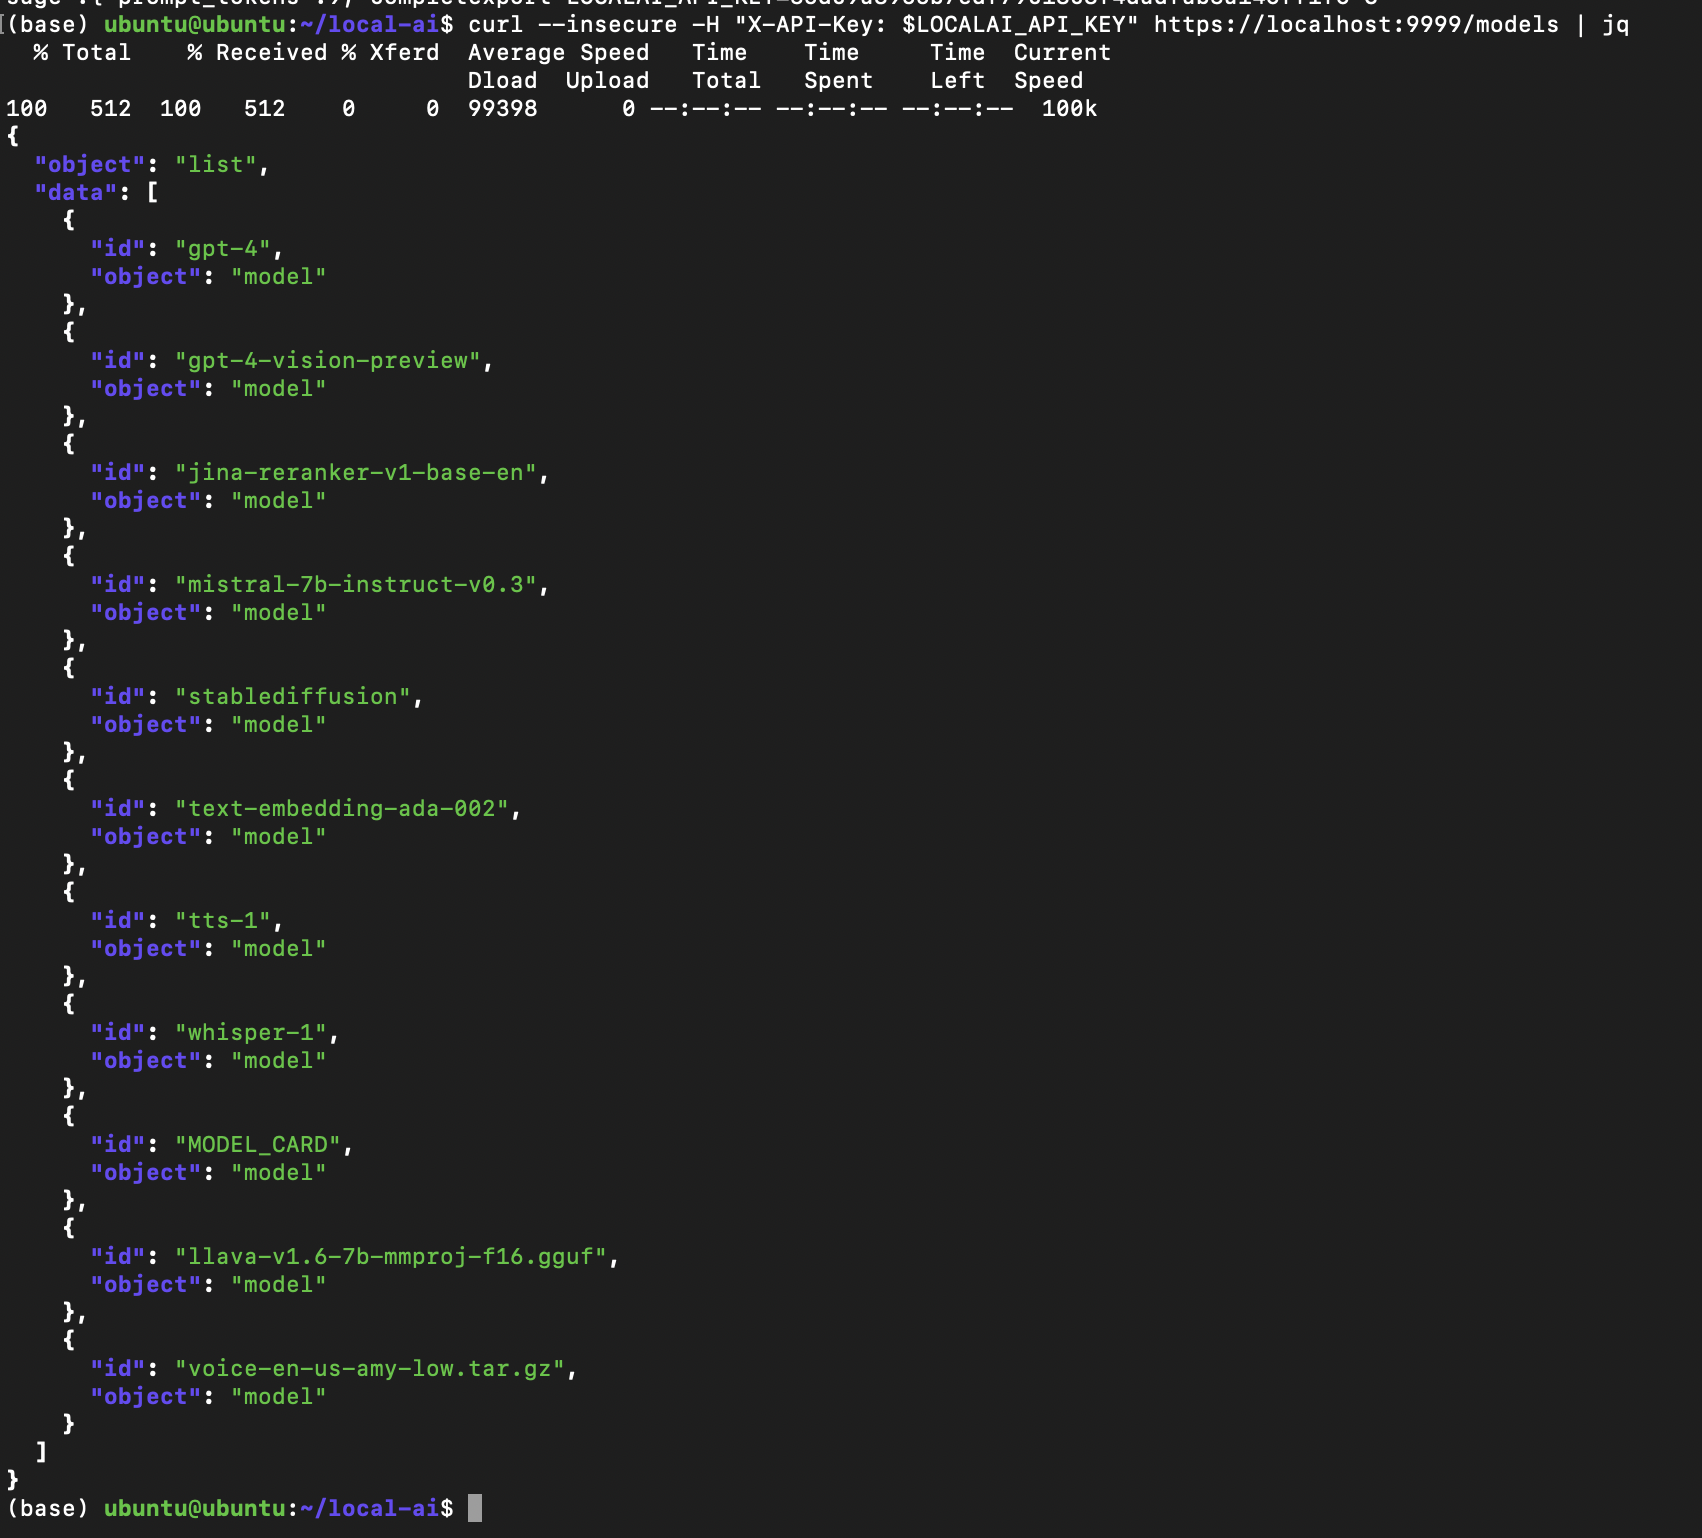 (base) ubuntu@ubuntu:~/local-ai$ curl --insecure -H "X-API-Key: $LOCALAI_API_KEY" https://localhost:9999/models | jq
  % Total    % Received % Xferd  Average Speed   Time    Time     Time  Current
                                 Dload  Upload   Total   Spent    Left  Speed
100   512  100   512    0     0  99398      0 --:--:-- --:--:-- --:--:--  100k
{
  "object": "list",
  "data": [
    {
      "id": "gpt-4",
      "object": "model"
    },
    {
      "id": "gpt-4-vision-preview",
      "object": "model"
    },
    {
      "id": "jina-reranker-v1-base-en",
      "object": "model"
    },
    {
      "id": "mistral-7b-instruct-v0.3",
      "object": "model"
    },
    {
      "id": "stablediffusion",
      "object": "model"
    },
    {
      "id": "text-embedding-ada-002",
      "object": "model"
    },
    {
      "id": "tts-1",
      "object": "model"
    },
    {
      "id": "whisper-1",
      "object": "model"
    },
    {
      "id": "MODEL_CARD",
      "object": "model"
    },
    {
      "id": "llava-v1.6-7b-mmproj-f16.gguf",
      "object": "model"
    },
    {
      "id": "voice-en-us-amy-low.tar.gz",
      "object": "model"
    }
  ]
}
(base) ubuntu@ubuntu:~/local-ai$